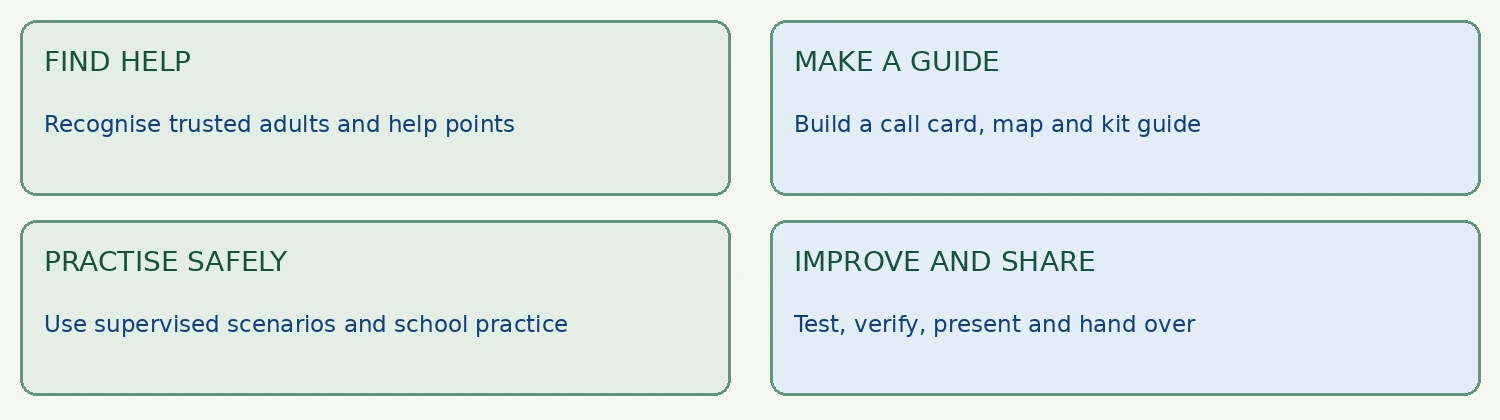 FIND HELP
Recognise trusted adults and help points
MAKE A GUIDE
Build a call card, map and kit guide
PRACTISE SAFELY
Use supervised scenarios and school practice
IMPROVE AND SHARE
Test, verify, present and hand over